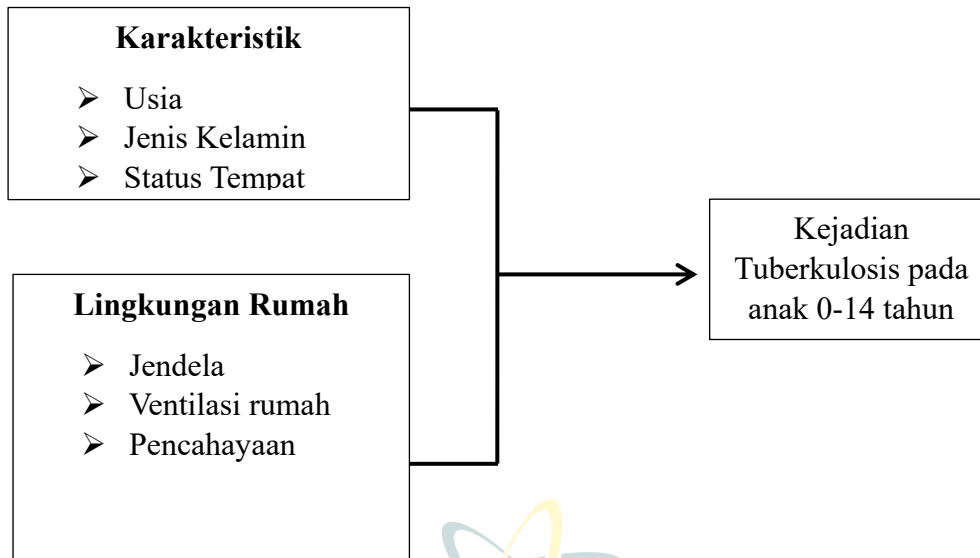 Karakteristik
➤ Usia
➤ Jenis Kelamin
➤ Status Tempat
Kejadian
Tuberkulosis pada
anak 0-14 tahun
Lingkungan Rumah
➤ Jendela
➤ Ventilasi rumah
➤ Pencahayaan